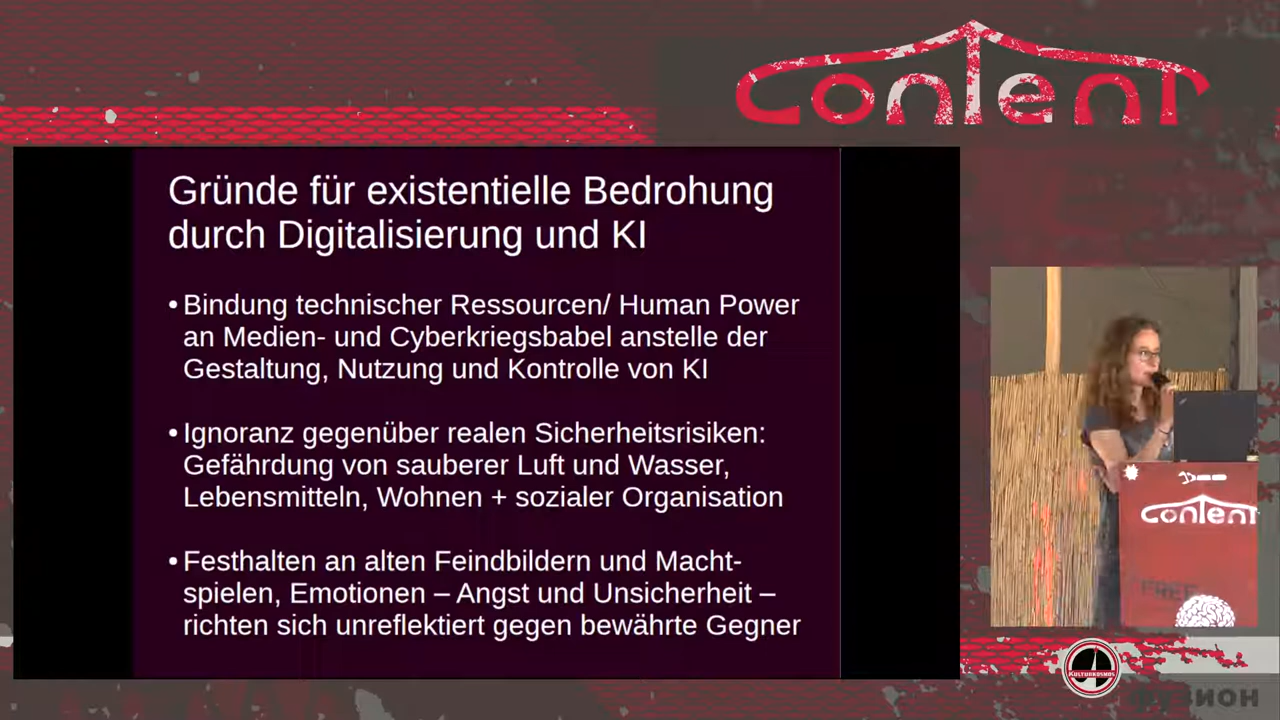 conTenT
Gründe für existentielle Bedrohung
durch Digitalisierung und KI
• Bindung technischer Ressourcen/ Human Power
an Medien- und Cyberkriegsbabel anstelle der
Gestaltung, Nutzung und Kontrolle von KI
• Ignoranz gegenüber realen Sicherheitsrisiken:
Gefährdung von sauberer Luft und Wasser,
Lebensmitteln, Wohnen + sozialer Organisation
• Festhalten an alten Feindbildern und Macht-
spielen, Emotionen – Angst und Unsicherheit –
richten sich unreflektiert gegen bewährte Gegner
conTenT
FREE
KULTURKOSMOS
ФУЗИОН